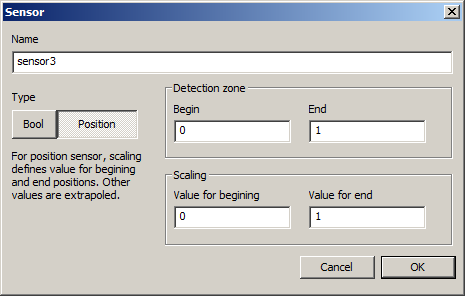 Sensor
Name
sensor3
Type
Bool Position
For position sensor, scaling
defines value for begining
and end positions. Other
values are extrapoled.
Detection zone
Begin End
0 1
Scaling
Value for begining Value for end
0 1
Cancel OK